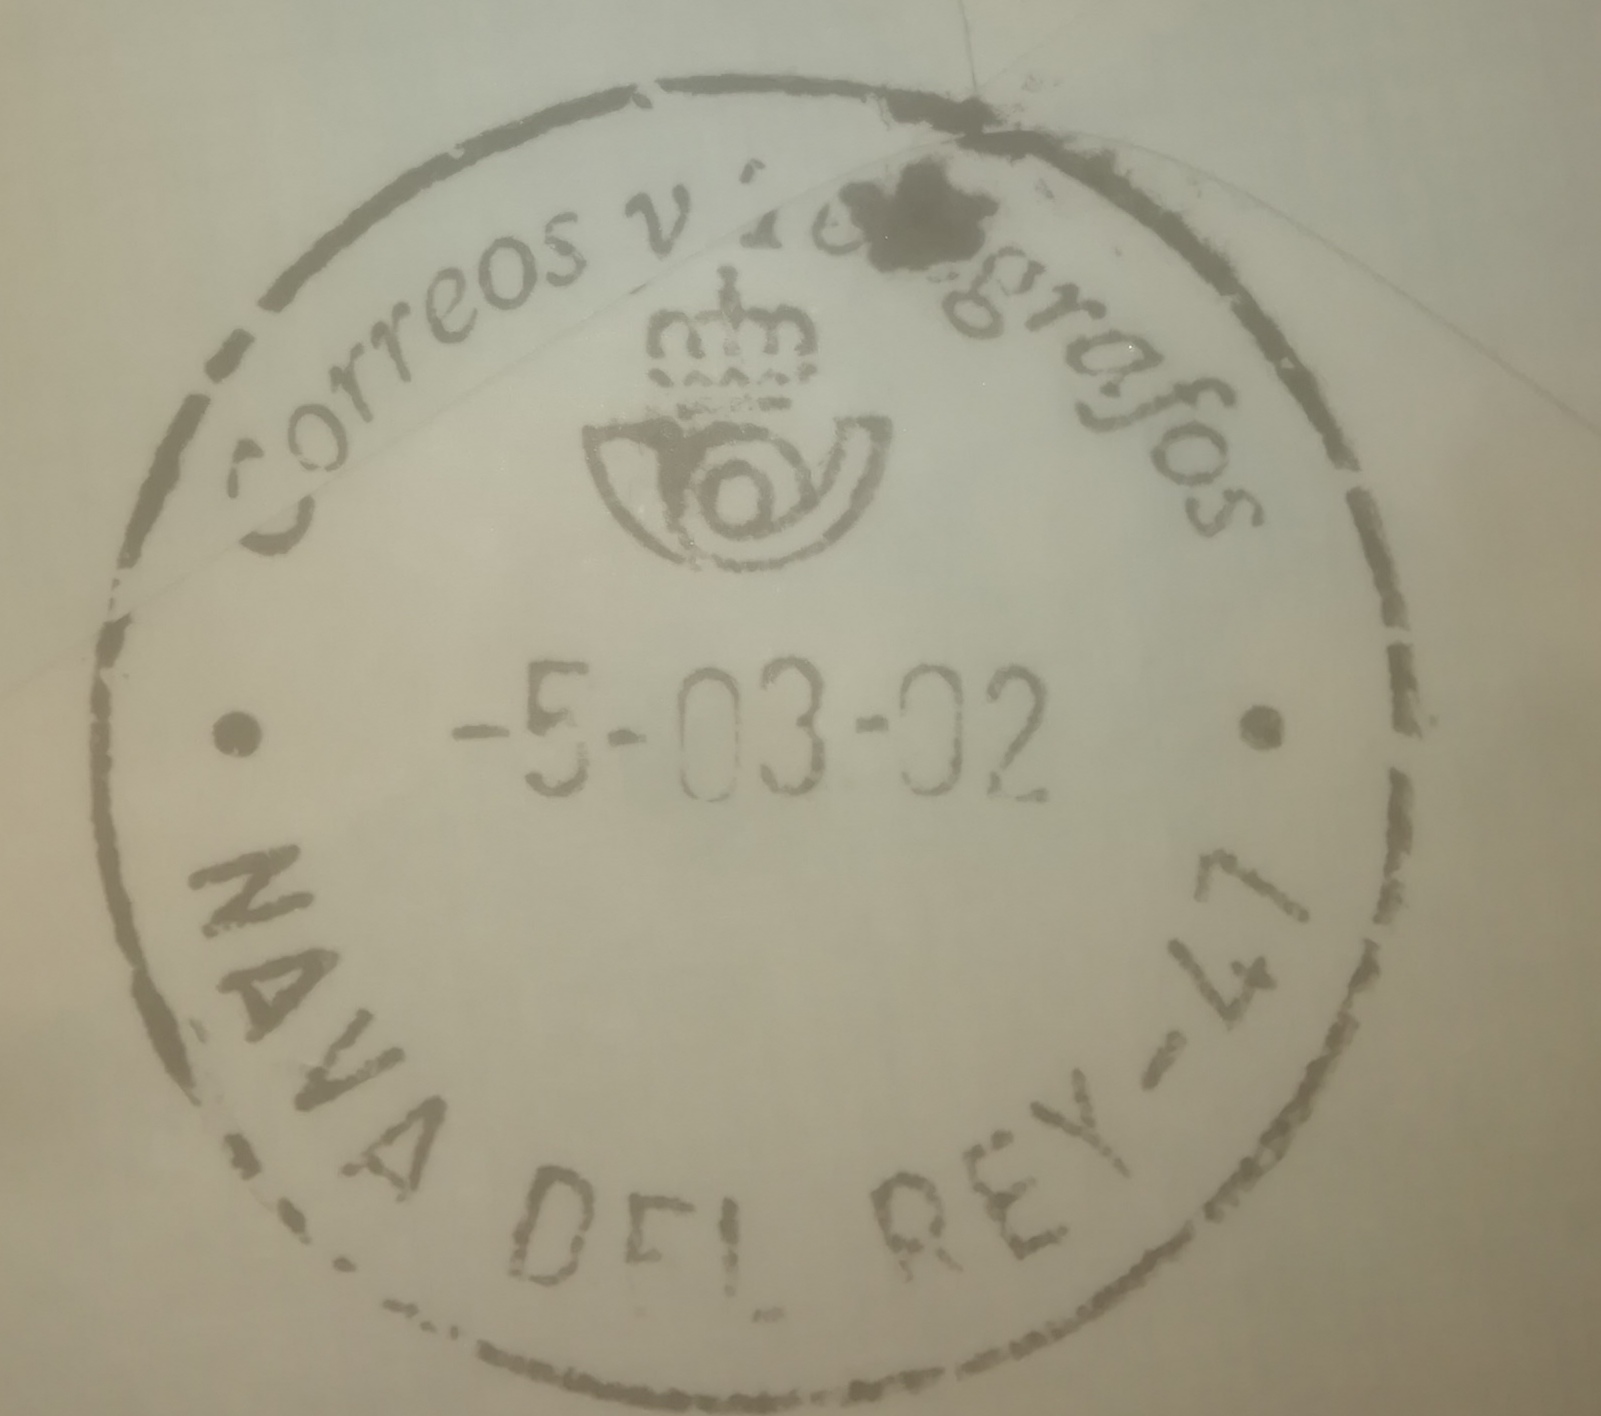 Correos y Telégrafos
-5-03-02
NAVA DEL REY-47